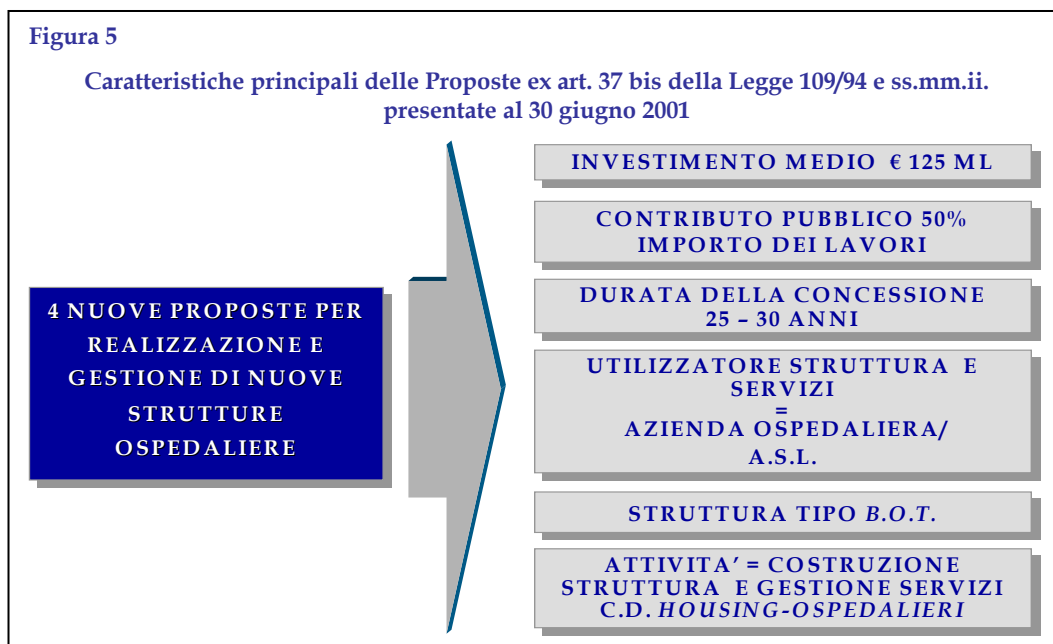 Figura 5
Caratteristiche principali delle Proposte ex art. 37 bis della Legge 109/94 e ss.mm.ii.
presentate al 30 giugno 2001
4 NUOVE PROPOSTE PER
REALIZZAZIONE E
GESTIONE DI NUOVE
STRUTTURE
OSPEDALIERE
INVESTIMENTO MEDIO € 125 ML
CONTRIBUTO PUBBLICO 50%
IMPORTO DEI LAVORI
DURATA DELLA CONCESSIONE
25 – 30 ANNI
UTILIZZATORE STRUTTURA E
SERVIZI
=
AZIENDA OSPEDALIERA/
A.S.L.
STRUTTURA TIPO B.O.T.
ATTIVITA’ = COSTRUZIONE
STRUTTURA E GESTIONE SERVIZI
C.D. HOUSING-OSPEDALIERI